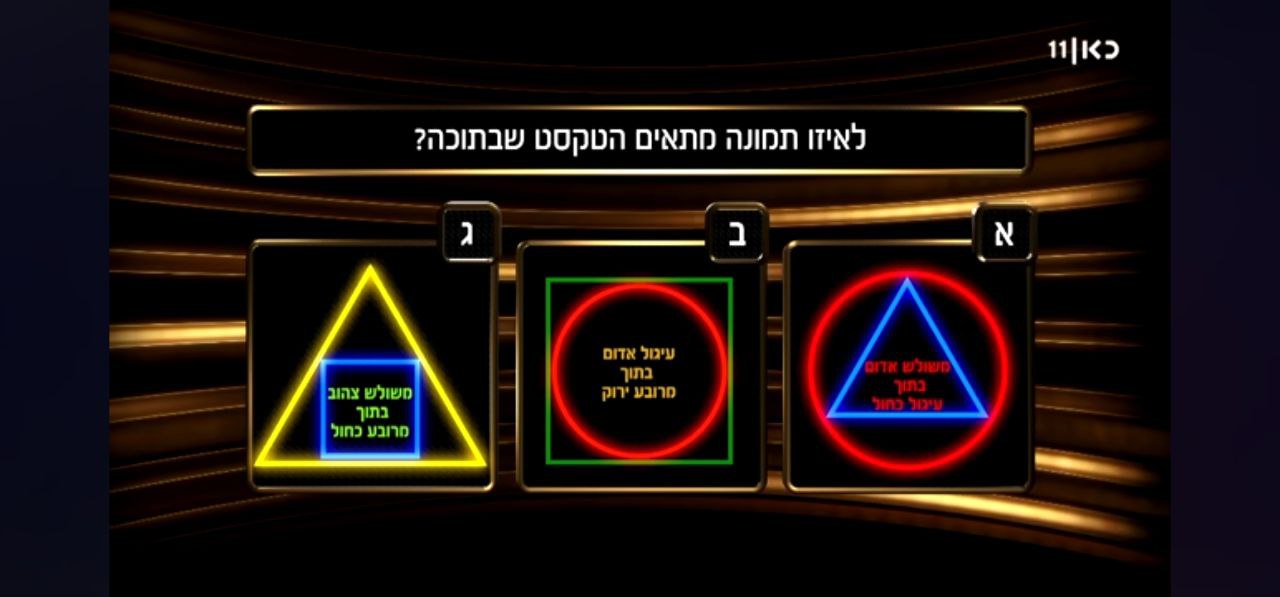 כאן|11
לאיזו תמונה מתאים הטקסט שבתוכה?
א
משולש אדום
בתוך
עיגול כחול
ב
עיגול אדום
בתוך
מרובע ירוק
ג
משולש צהוב
בתוך
מרובע כחול